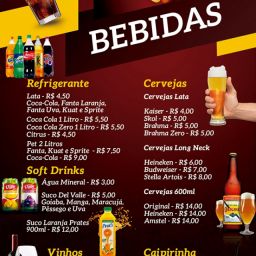 BEBIDAS
Refrigerante
Lata - R$ 4,50
Coca-Cola, Fanta Laranja,
Fanta Uva, Kuat e Sprite
Coca-Cola 1 Litro - R$ 5,50
Coca-Cola Zero 1 Litro - R$ 5,50
Citrus - R$ 4,50
Pet 2 Litros
Fanta, Kuat e Sprite - R$ 7,50
Coca-Cola - R$ 9,00
Soft Drinks
Água Mineral - R$ 3,00
Suco Del Valle - R$ 5,00
Goiaba, Manga, Maracujá,
Pêssego e Uva
Suco Laranja Prates
900ml - R$ 12,00
Vinhos
Cervejas
Cervejas Lata
Kaiser - R$ 4,00
Skol - R$ 5,00
Brahma - R$ 5,00
Brahma Zero - R$ 5,00
Cervejas Long Neck
Heineken - R$ 6,00
Budweiser - R$ 7,00
Stella Artois - R$ 8,00
Cervejas 600ml
Original - R$ 14,00
Heineken - R$ 14,00
Amstel - R$ 14,00
Caipirinha